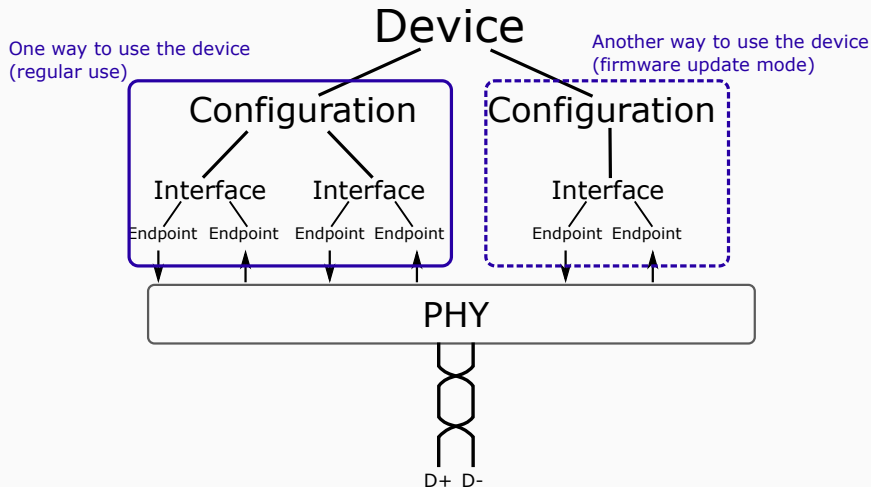 Device
One way to use the device
(regular use)
Another way to use the device
(firmware update mode)
Configuration
Configuration
Interface
Interface
Interface
Endpoint
Endpoint
Endpoint
Endpoint
Endpoint
Endpoint
PHY
D+ D-